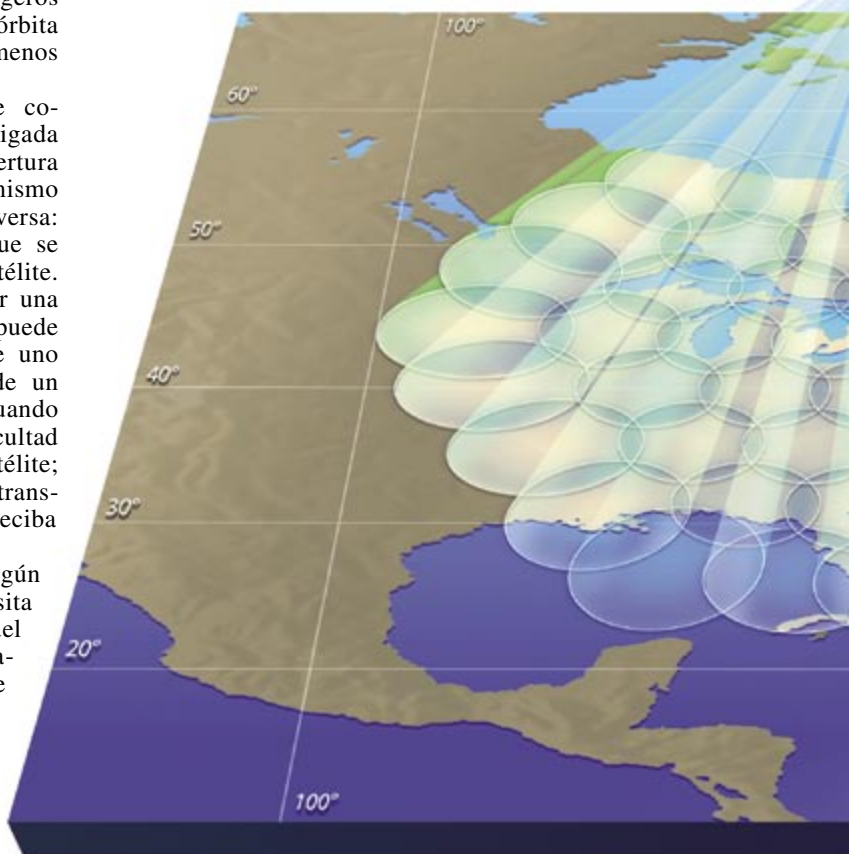 geros
órbita
menos
e co-
igada
ertura
nismo
versa:
ue se
télite.
r una
puede
e uno
de un
uando
cultad
télite;
trans-
eciba
gún
sita
el
a-
e
100°
60°
50°
40°
30°
20°
100°